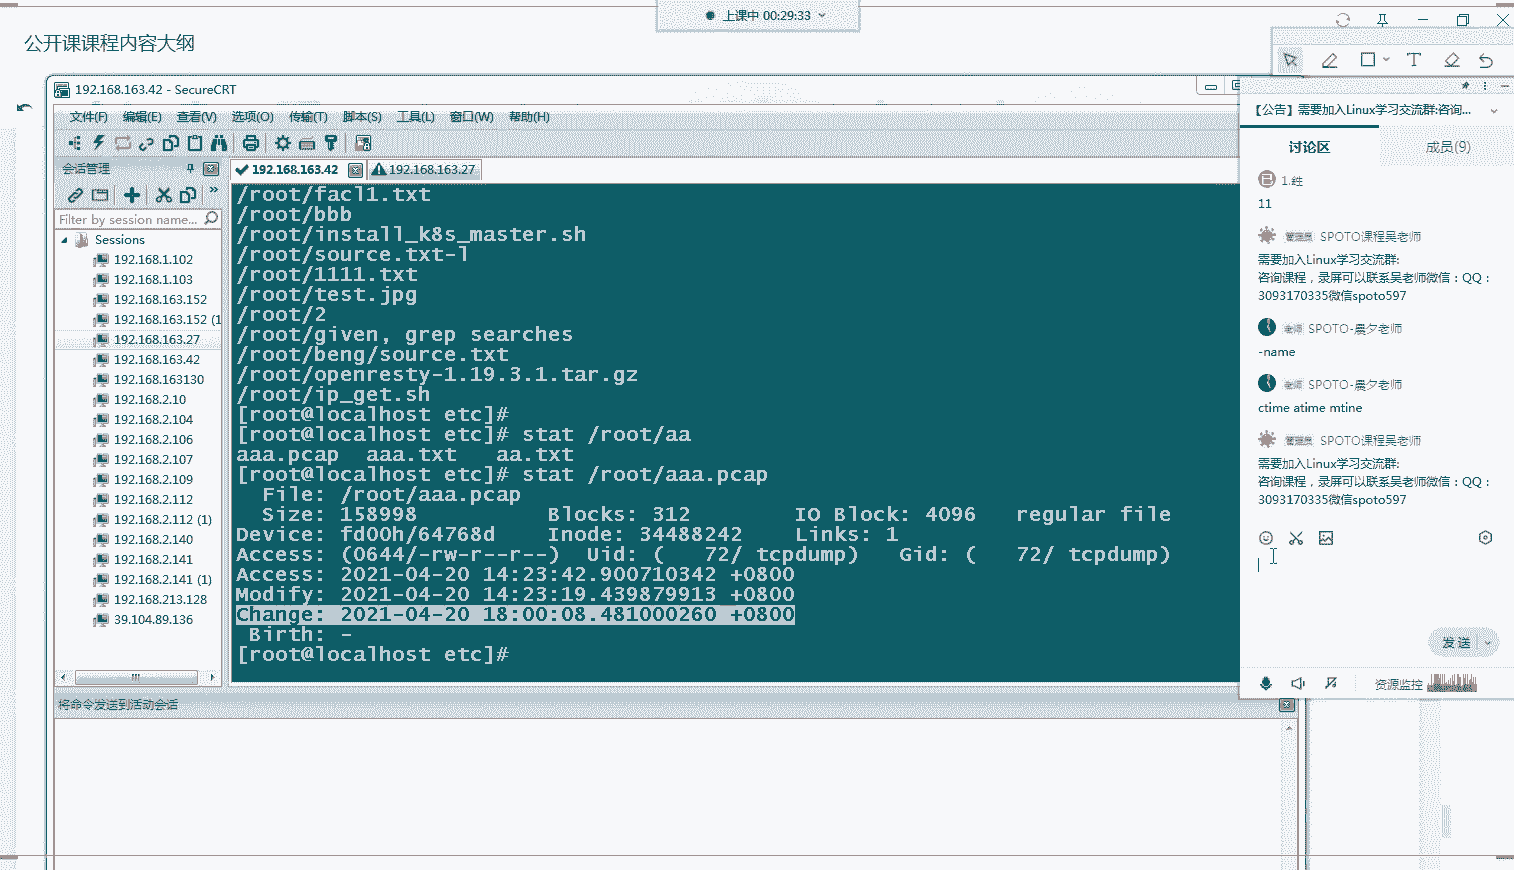 上课中 00:29:33
公开课课程内容大纲
192.168.163.42 - SecureCRT
文件(F) 编辑(E) 查看(V) 选项(O) 传输(T) 脚本(S) 工具(L) 窗口(W) 帮助(H)
会话管理
Filter by session name...
Sessions
192.168.1.102
192.168.1.103
192.168.163.152
192.168.163.152 (1
192.168.163.27
192.168.163.42
192.168.163130
192.168.2.10
192.168.2.104
192.168.2.106
192.168.2.107
192.168.2.109
192.168.2.112
192.168.2.112 (1)
192.168.2.140
192.168.2.141
192.168.2.141 (1)
192.168.213.128
39.104.89.136
192.168.163.42 192.168.163.27
/root/facl1.txt
/root/bbb
/root/install_k8s_master.sh
/root/source.txt-l
/root/1111.txt
/root/test.jpg
/root/2
/root/given, grep searches
/root/beng/source.txt
/root/openresty-1.19.3.1.tar.gz
/root/ip_get.sh
[root@localhost etc]#
[root@localhost etc]# stat /root/aa
aaa.pcap aaa.txt aa.txt
[root@localhost etc]# stat /root/aaa.pcap
File: /root/aaa.pcap
Size: 158998 Blocks: 312 IO Block: 4096 regular file
Device: fd00h/64768d Inode: 34488242 Links: 1
Access: (0644/-rw-r--r--) Uid: ( 72/ tcpdump) Gid: ( 72/ tcpdump)
Access: 2021-04-20 14:23:42.900710342 +0800
Modify: 2021-04-20 14:23:19.439879913 +0800
Change: 2021-04-20 18:00:08.481000260 +0800
Birth: -
[root@localhost etc]#
将命令发送到活动会话
【公告】需要加入Linux学习交流群:咨询...
讨论区 成员(9)
11
管理员 SPOTO课程吴老师
需要加入Linux学习交流群:
咨询课程，录屏可以联系吴老师微信：QQ：
3093170335微信spoto597
老师 SPOTO-晨夕老师
-name
老师 SPOTO-晨夕老师
ctime atime mtine
管理员 SPOTO课程吴老师
需要加入Linux学习交流群:
咨询课程，录屏可以联系吴老师微信：QQ：
3093170335微信spoto597
发送
资源监控